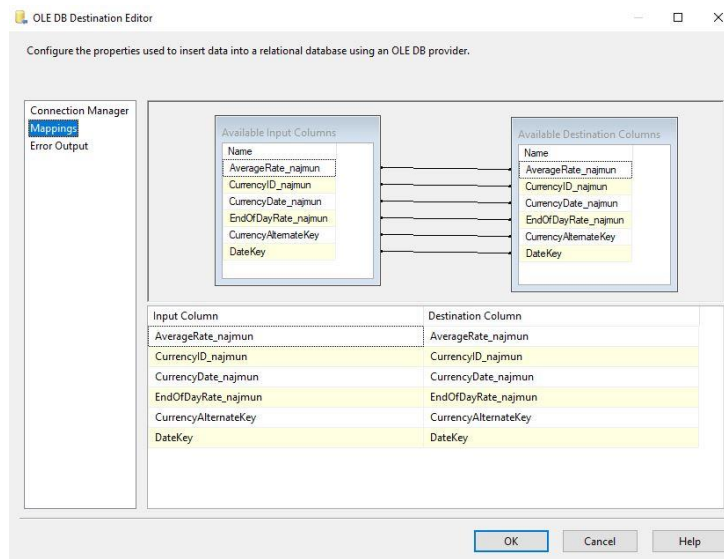 OLE DB Destination Editor
Configure the properties used to insert data into a relational database using an OLE DB provider.
Connection Manager
Mappings
Error Output
Available Input Columns
Name
AverageRate_najmun
CurrencyID_najmun
CurrencyDate_najmun
EndOfDayRate_najmun
CurrencyAlternateKey
DateKey
Available Destination Columns
Name
AverageRate_najmun
CurrencyID_najmun
CurrencyDate_najmun
EndOfDayRate_najmun
CurrencyAlternateKey
DateKey
Input Column Destination Column
AverageRate_najmun AverageRate_najmun
CurrencyID_najmun CurrencyID_najmun
CurrencyDate_najmun CurrencyDate_najmun
EndOfDayRate_najmun EndOfDayRate_najmun
CurrencyAlternateKey CurrencyAlternateKey
DateKey DateKey
OK Cancel Help